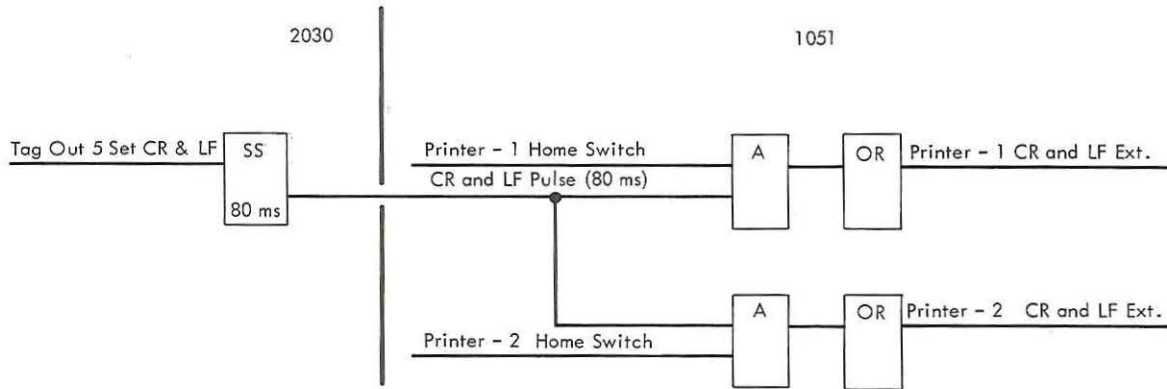 2030
1051
Tag Out 5 Set CR & LF
SS
80 ms
Printer - 1 Home Switch
CR and LF Pulse (80 ms)
A
OR
Printer - 1 CR and LF Ext.
A
OR
Printer - 2 CR and LF Ext.
Printer - 2 Home Switch